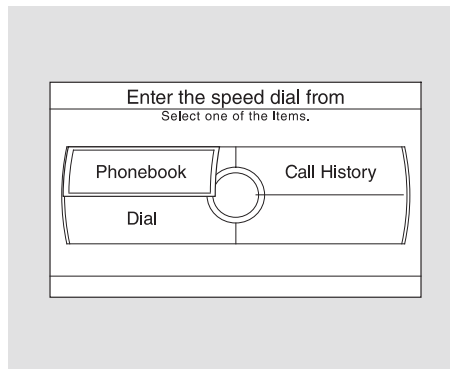 Enter the speed dial from
Select one of the Items.
Phonebook
Call History
Dial